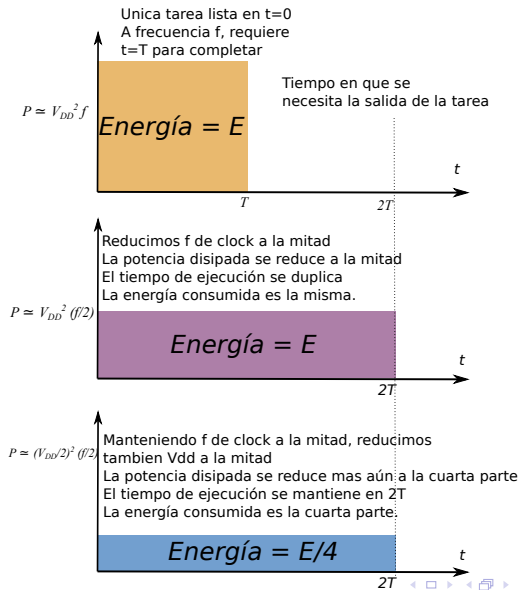 Unica tarea lista en t=0
A frecuencia f, requiere
t=T para completar
Tiempo en que se
necesita la salida de la tarea
P ≃ V_DD² f
Energía = E
t
T
2T
Reducimos f de clock a la mitad
La potencia disipada se reduce a la mitad
El tiempo de ejecución se duplica
La energía consumida es la misma.
P ≃ V_DD² (f/2)
Energía = E
t
2T
P ≃ (V_DD/2)² (f/2)
Manteniendo f de clock a la mitad, reducimos
tambien Vdd a la mitad
La potencia disipada se reduce mas aún a la cuarta parte
El tiempo de ejecución se mantiene en 2T
La energía consumida es la cuarta parte.
Energía = E/4
t
2T